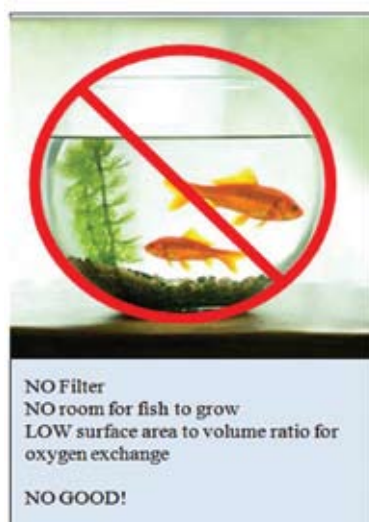 NO Filter
NO room for fish to grow
LOW surface area to volume ratio for
oxygen exchange
NO GOOD!